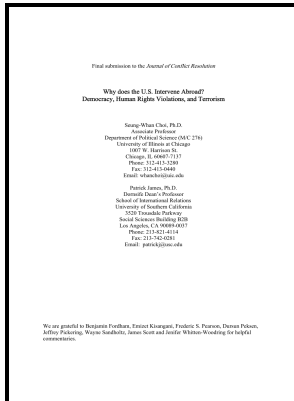 Final submission to the Journal of Conflict Resolution
Why does the U.S. Intervene Abroad?
Democracy, Human Rights Violations, and Terrorism
Seung-Whan Choi, Ph.D.
Associate Professor
Department of Political Science (M/C 276)
University of Illinois at Chicago
1007 W. Harrison St.
Chicago, IL 60607-7137
Phone: 312-413-3280
Fax: 312-413-0440
Email: whanchoi@uic.edu
Patrick James, Ph.D.
Dornsife Dean's Professor
School of International Relations
University of Southern California
3520 Trousdale Parkway
Social Sciences Building B2B
Los Angeles, CA 90089-0037
Phone: 213-821-4114
Fax: 213-742-0281
Email: patrickj@usc.edu
We are grateful to Benjamin Fordham, Emizet Kisangani, Frederic S. Pearson, Dursun Peksen,
Jeffrey Pickering, Wayne Sandholtz, James Scott and Jenifer Whitten-Woodring for helpful
commentaries.